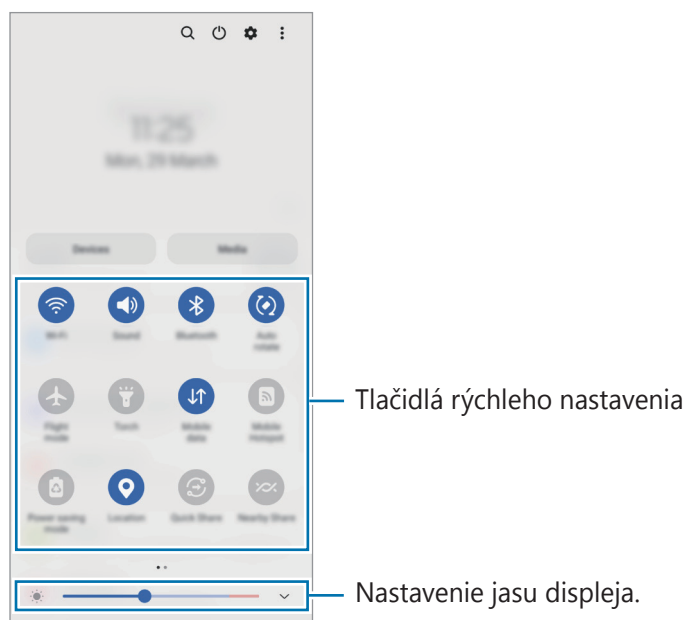 11:25
Mon, 29 March
Devices
Media
Wi-Fi
Sound
Bluetooth
Auto
rotate
Tlačidlá rýchleho nastavenia
Flight
mode
Torch
Mobile
data
Mobile
Hotspot
Power saving
mode
Location
Quick Share
Nearby Share
Nastavenie jasu displeja.